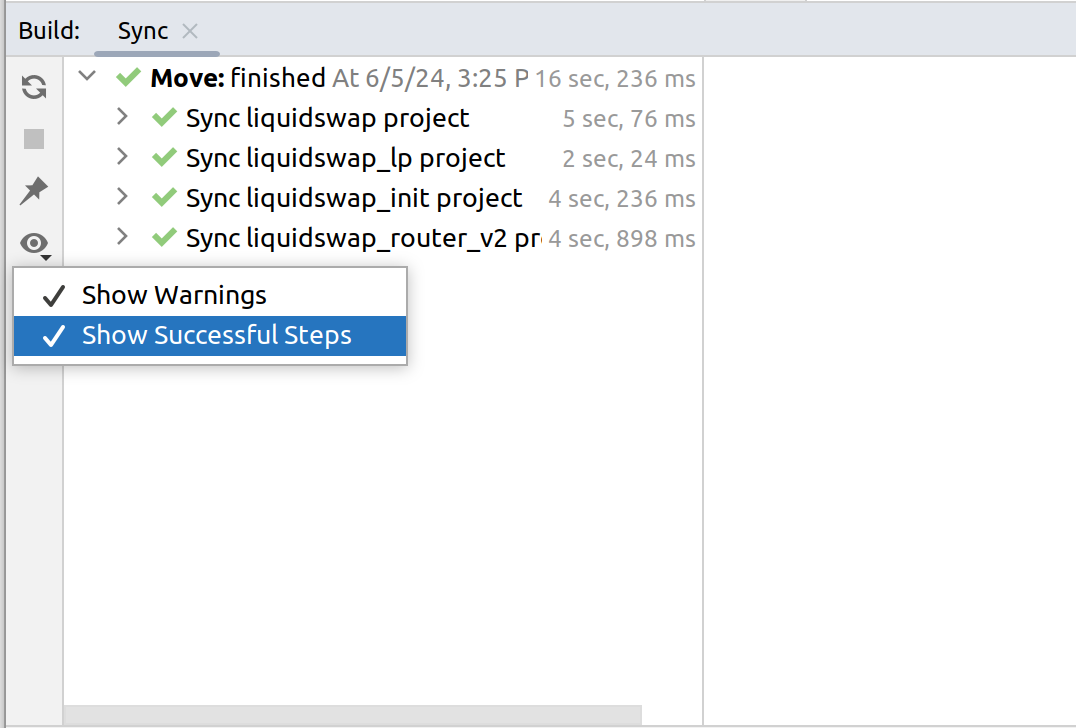 Build: Sync
Move: finished At 6/5/24, 3:25 P 16 sec, 236 ms
Sync liquidswap project 5 sec, 76 ms
Sync liquidswap_lp project 2 sec, 24 ms
Sync liquidswap_init project 4 sec, 236 ms
Sync liquidswap_router_v2 pr 4 sec, 898 ms
Show Warnings
Show Successful Steps